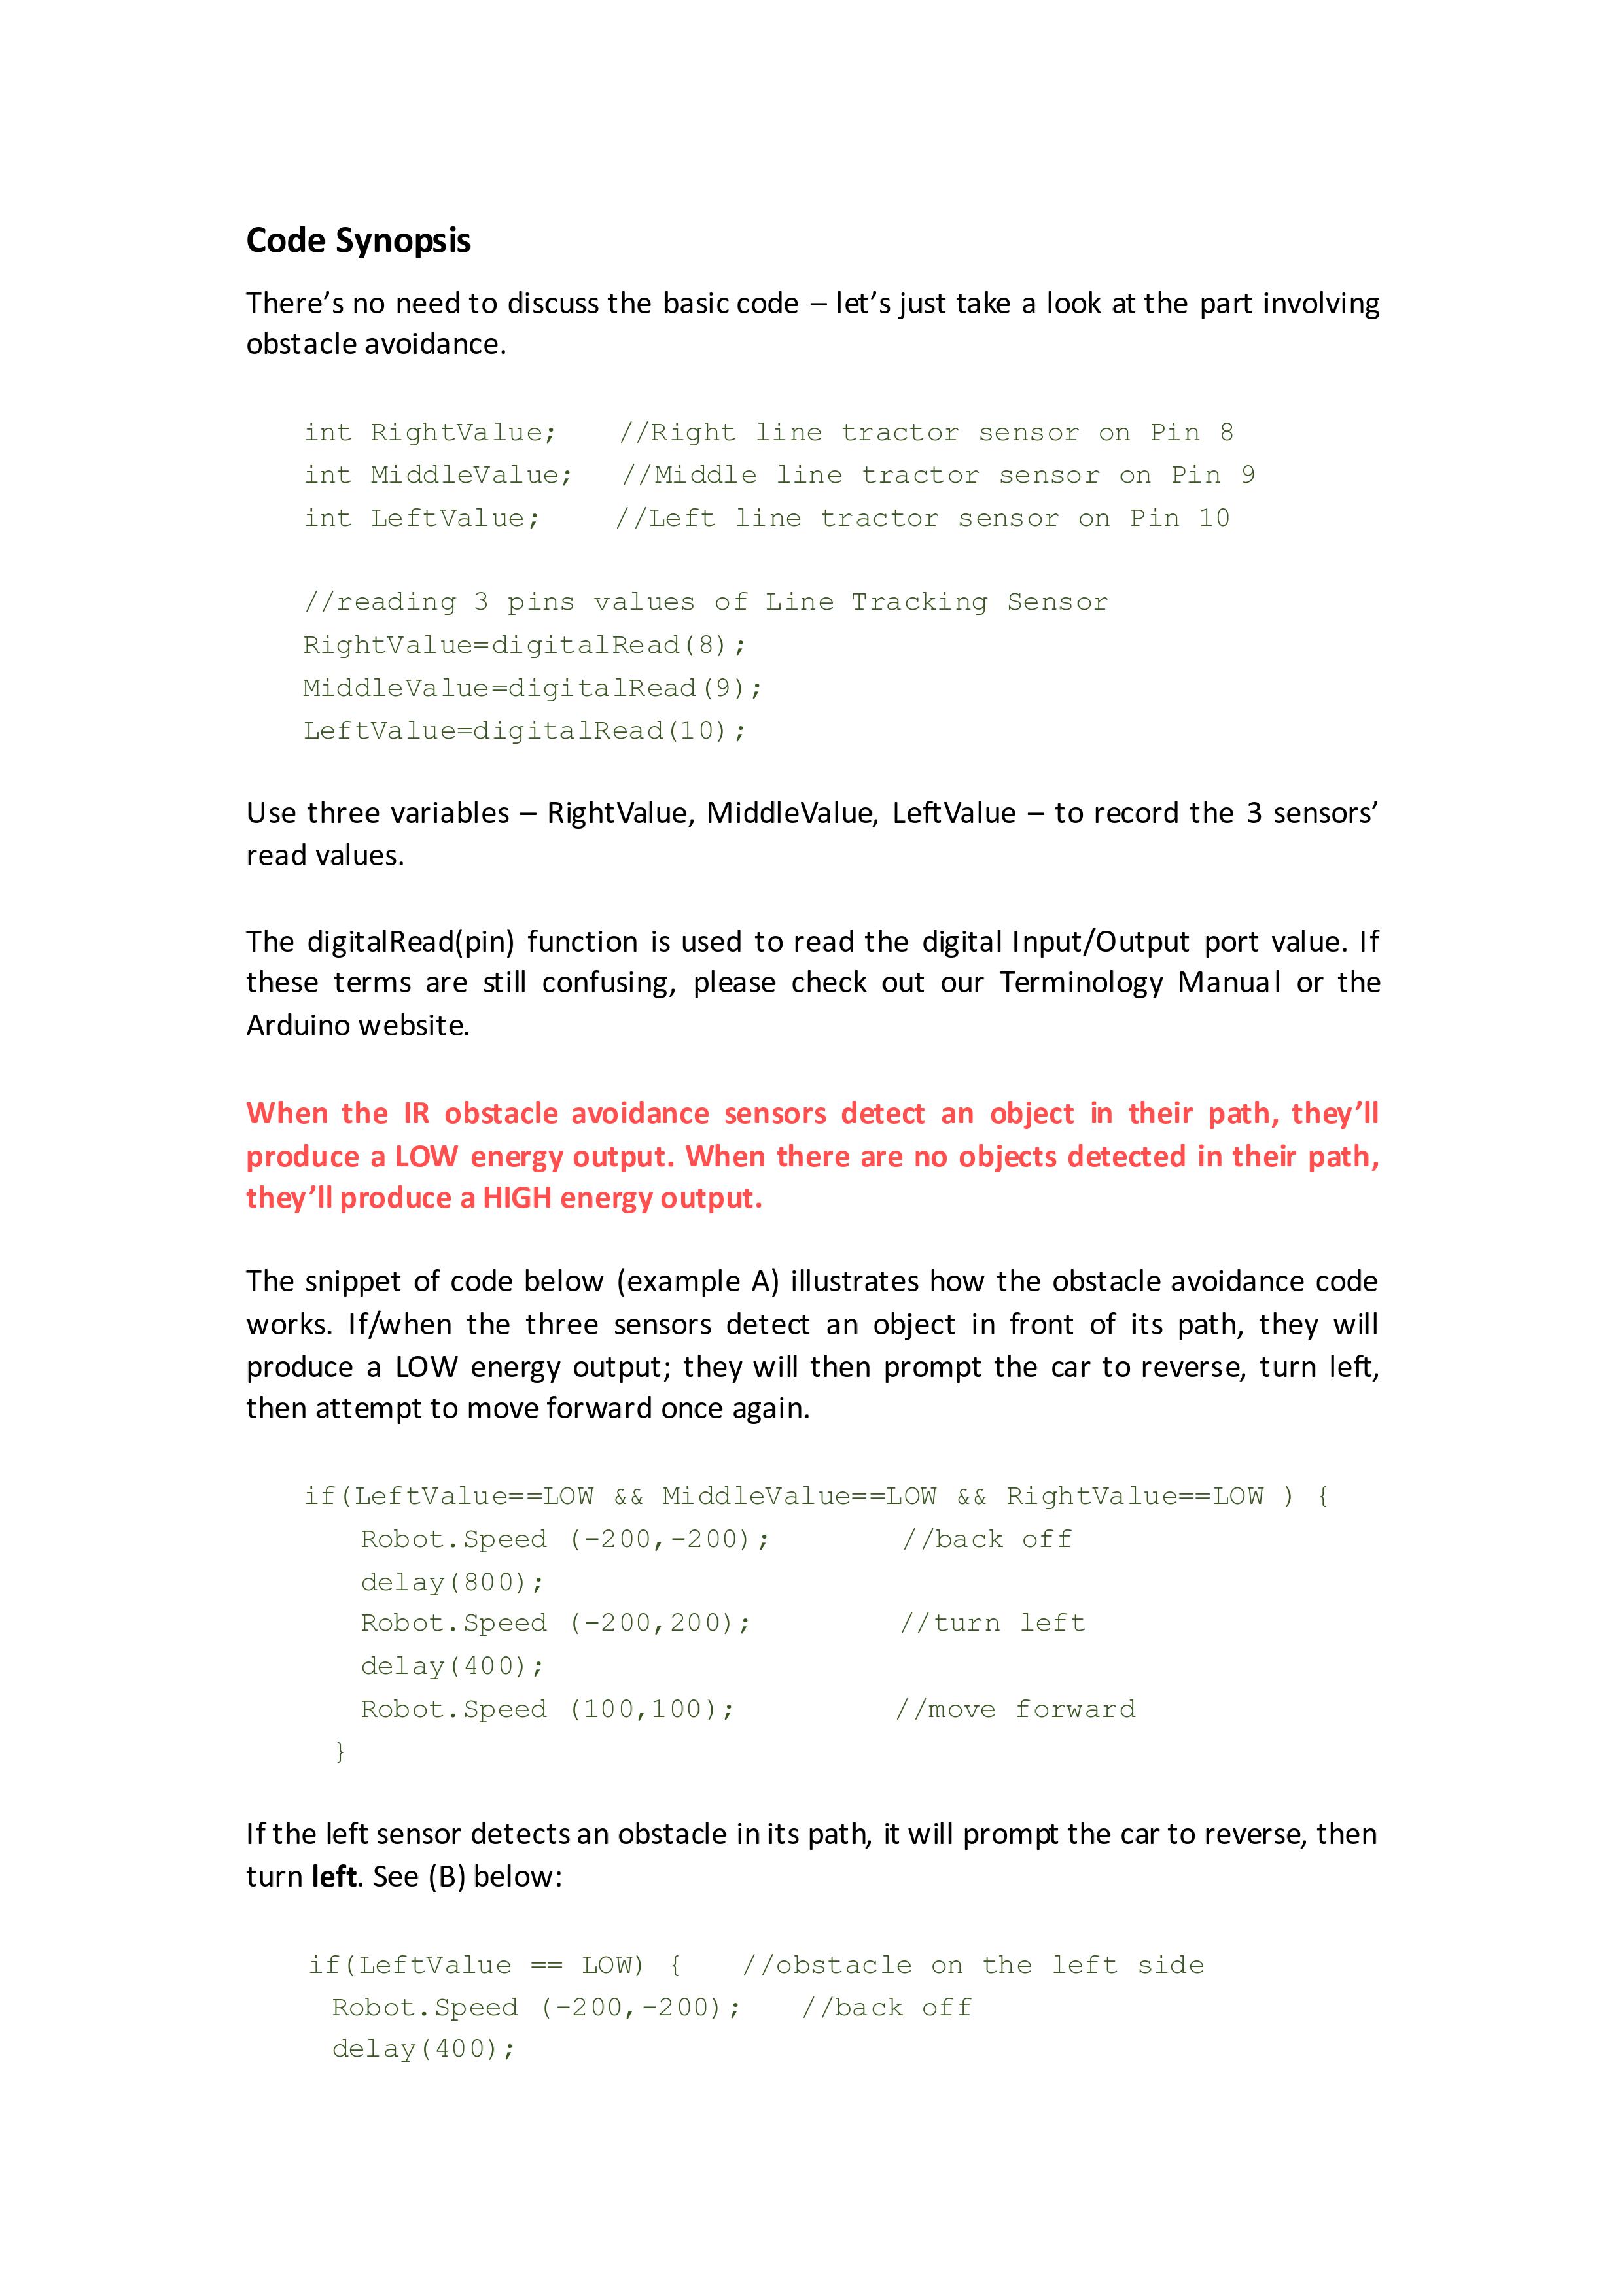 Code Synopsis
There’s no need to discuss the basic code – let’s just take a look at the part involving
obstacle avoidance.
int RightValue;    //Right line tractor sensor on Pin 8
int MiddleValue;   //Middle line tractor sensor on Pin 9
int LeftValue;     //Left line tractor sensor on Pin 10
//reading 3 pins values of Line Tracking Sensor
RightValue=digitalRead(8);
MiddleValue=digitalRead(9);
LeftValue=digitalRead(10);
Use three variables – RightValue, MiddleValue, LeftValue – to record the 3 sensors’
read values.
The digitalRead(pin) function is used to read the digital Input/Output port value. If
these terms are still confusing, please check out our Terminology Manual or the
Arduino website.
When the IR obstacle avoidance sensors detect an object in their path, they’ll
produce a LOW energy output. When there are no objects detected in their path,
they’ll produce a HIGH energy output.
The snippet of code below (example A) illustrates how the obstacle avoidance code
works. If/when the three sensors detect an object in front of its path, they will
produce a LOW energy output; they will then prompt the car to reverse, turn left,
then attempt to move forward once again.
if(LeftValue==LOW && MiddleValue==LOW && RightValue==LOW ) {
Robot.Speed (-200,-200);        //back off
delay(800);
Robot.Speed (-200,200);         //turn left
delay(400);
Robot.Speed (100,100);          //move forward
}
If the left sensor detects an obstacle in its path, it will prompt the car to reverse, then
turn left. See (B) below:
if(LeftValue == LOW) {    //obstacle on the left side
Robot.Speed (-200,-200);    //back off
delay(400);